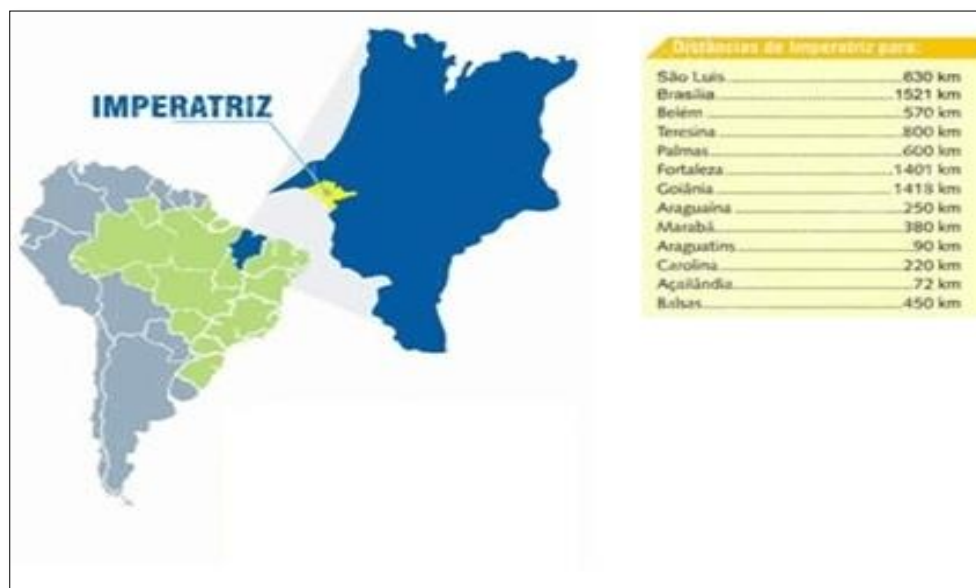 IMPERATRIZ
Distâncias de Imperatriz para:
São Luis 630 km
Brasília 1521 km
Belém 570 km
Teresina 800 km
Palmas 600 km
Fortaleza 1401 km
Goiânia 1418 km
Araguaína 250 km
Marabá 380 km
Araguatins 90 km
Carolina 220 km
Açailândia 72 km
Balsas 450 km